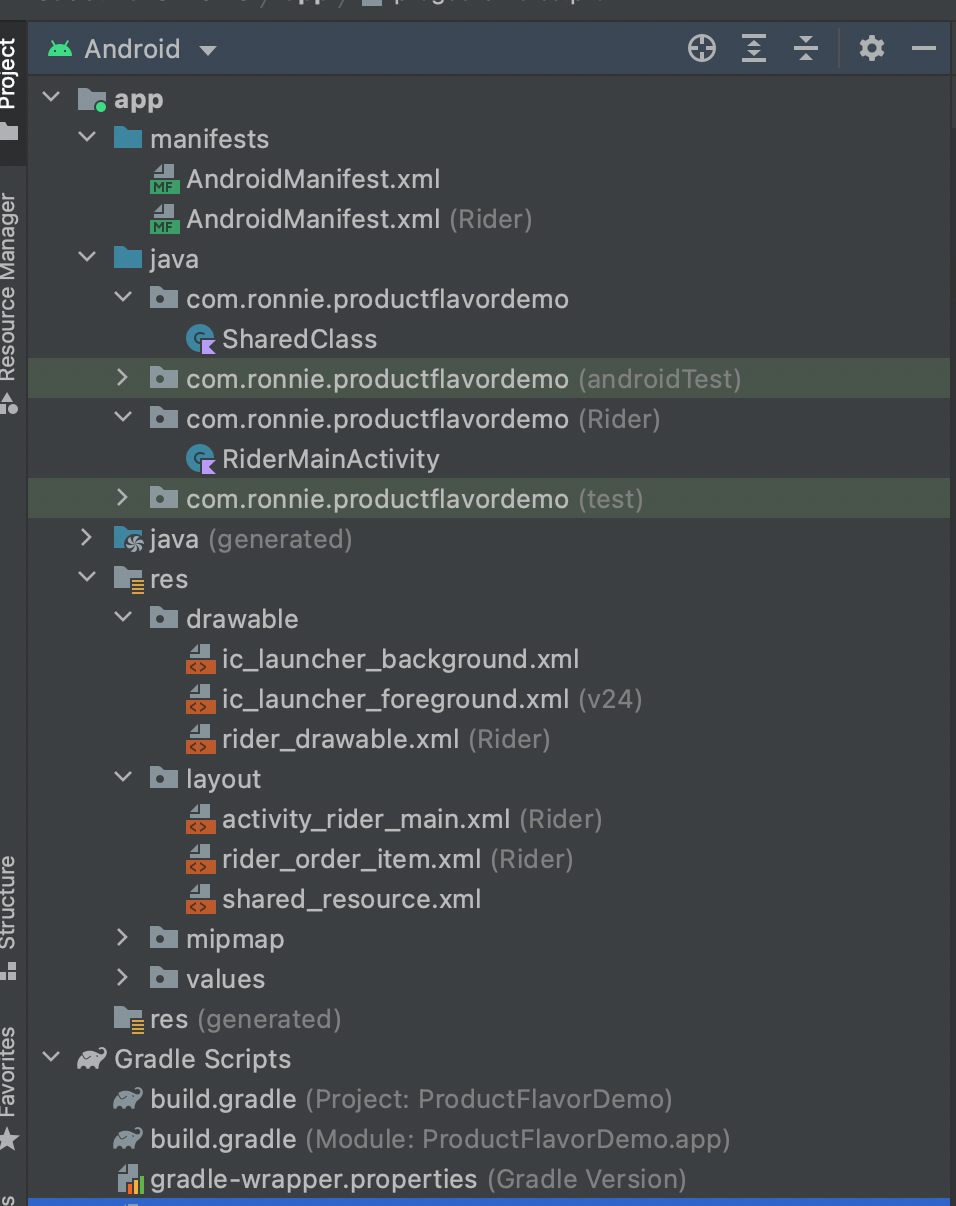 Project
Resource Manager
Structure
Favorites
Android
app
manifests
AndroidManifest.xml
AndroidManifest.xml (Rider)
java
com.ronnie.productflavordemo
SharedClass
com.ronnie.productflavordemo (androidTest)
com.ronnie.productflavordemo (Rider)
RiderMainActivity
com.ronnie.productflavordemo (test)
java (generated)
res
drawable
ic_launcher_background.xml
ic_launcher_foreground.xml (v24)
rider_drawable.xml (Rider)
layout
activity_rider_main.xml (Rider)
rider_order_item.xml (Rider)
shared_resource.xml
mipmap
values
res (generated)
Gradle Scripts
build.gradle (Project: ProductFlavorDemo)
build.gradle (Module: ProductFlavorDemo.app)
gradle-wrapper.properties (Gradle Version)